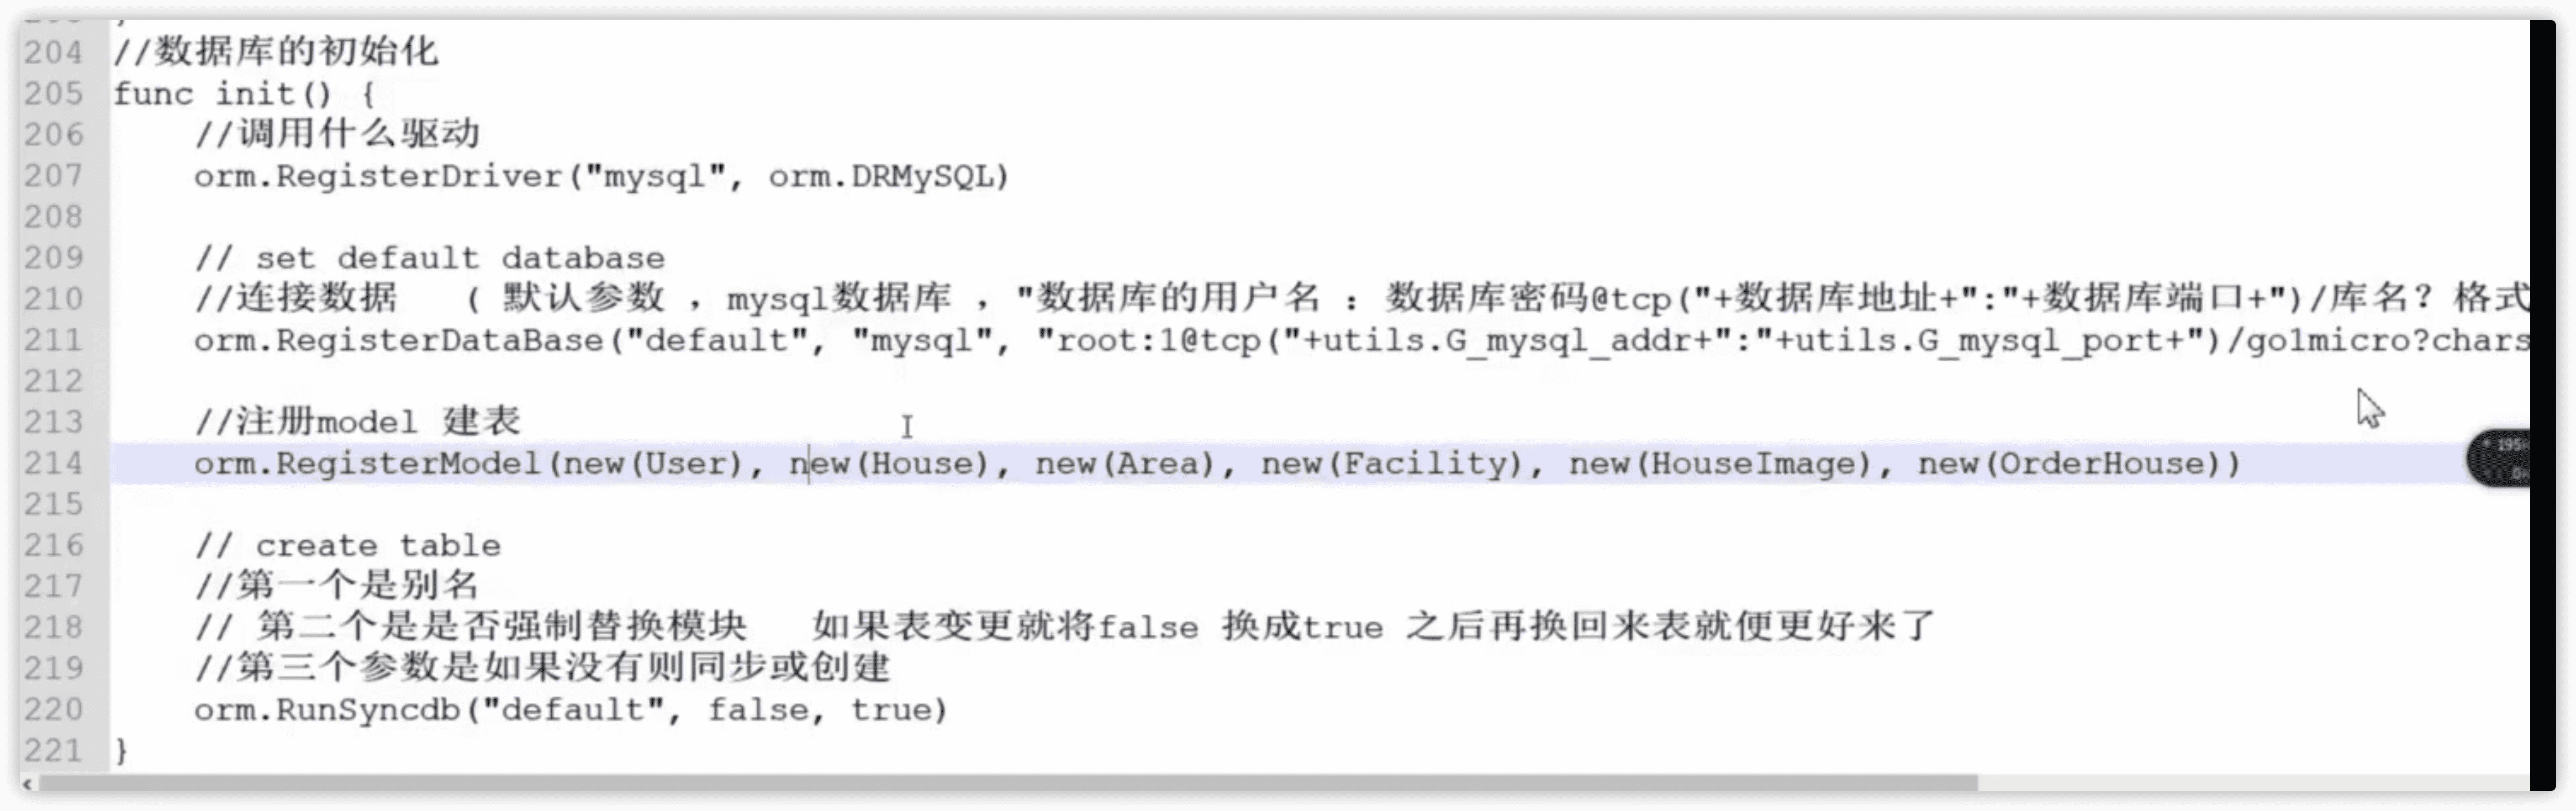 204 //数据库的初始化
205 func init() {
206 //调用什么驱动
207 orm.RegisterDriver("mysql", orm.DRMySQL)
208
209 // set default database
210 //连接数据 ( 默认参数 ，mysql数据库 ，"数据库的用户名 ：数据库密码@tcp("+数据库地址+":"+数据库端口+")/库名？格式
211 orm.RegisterDataBase("default", "mysql", "root:1@tcp("+utils.G_mysql_addr+":"+utils.G_mysql_port+")/go1micro?chars
212
213 //注册model 建表
214 orm.RegisterModel(new(User), new(House), new(Area), new(Facility), new(HouseImage), new(OrderHouse))
215
216 // create table
217 //第一个是别名
218 // 第二个是是否强制替换模块 如果表变更就将false 换成true 之后再换回来表就便更好来了
219 //第三个参数是如果没有则同步或创建
220 orm.RunSyncdb("default", false, true)
221 }